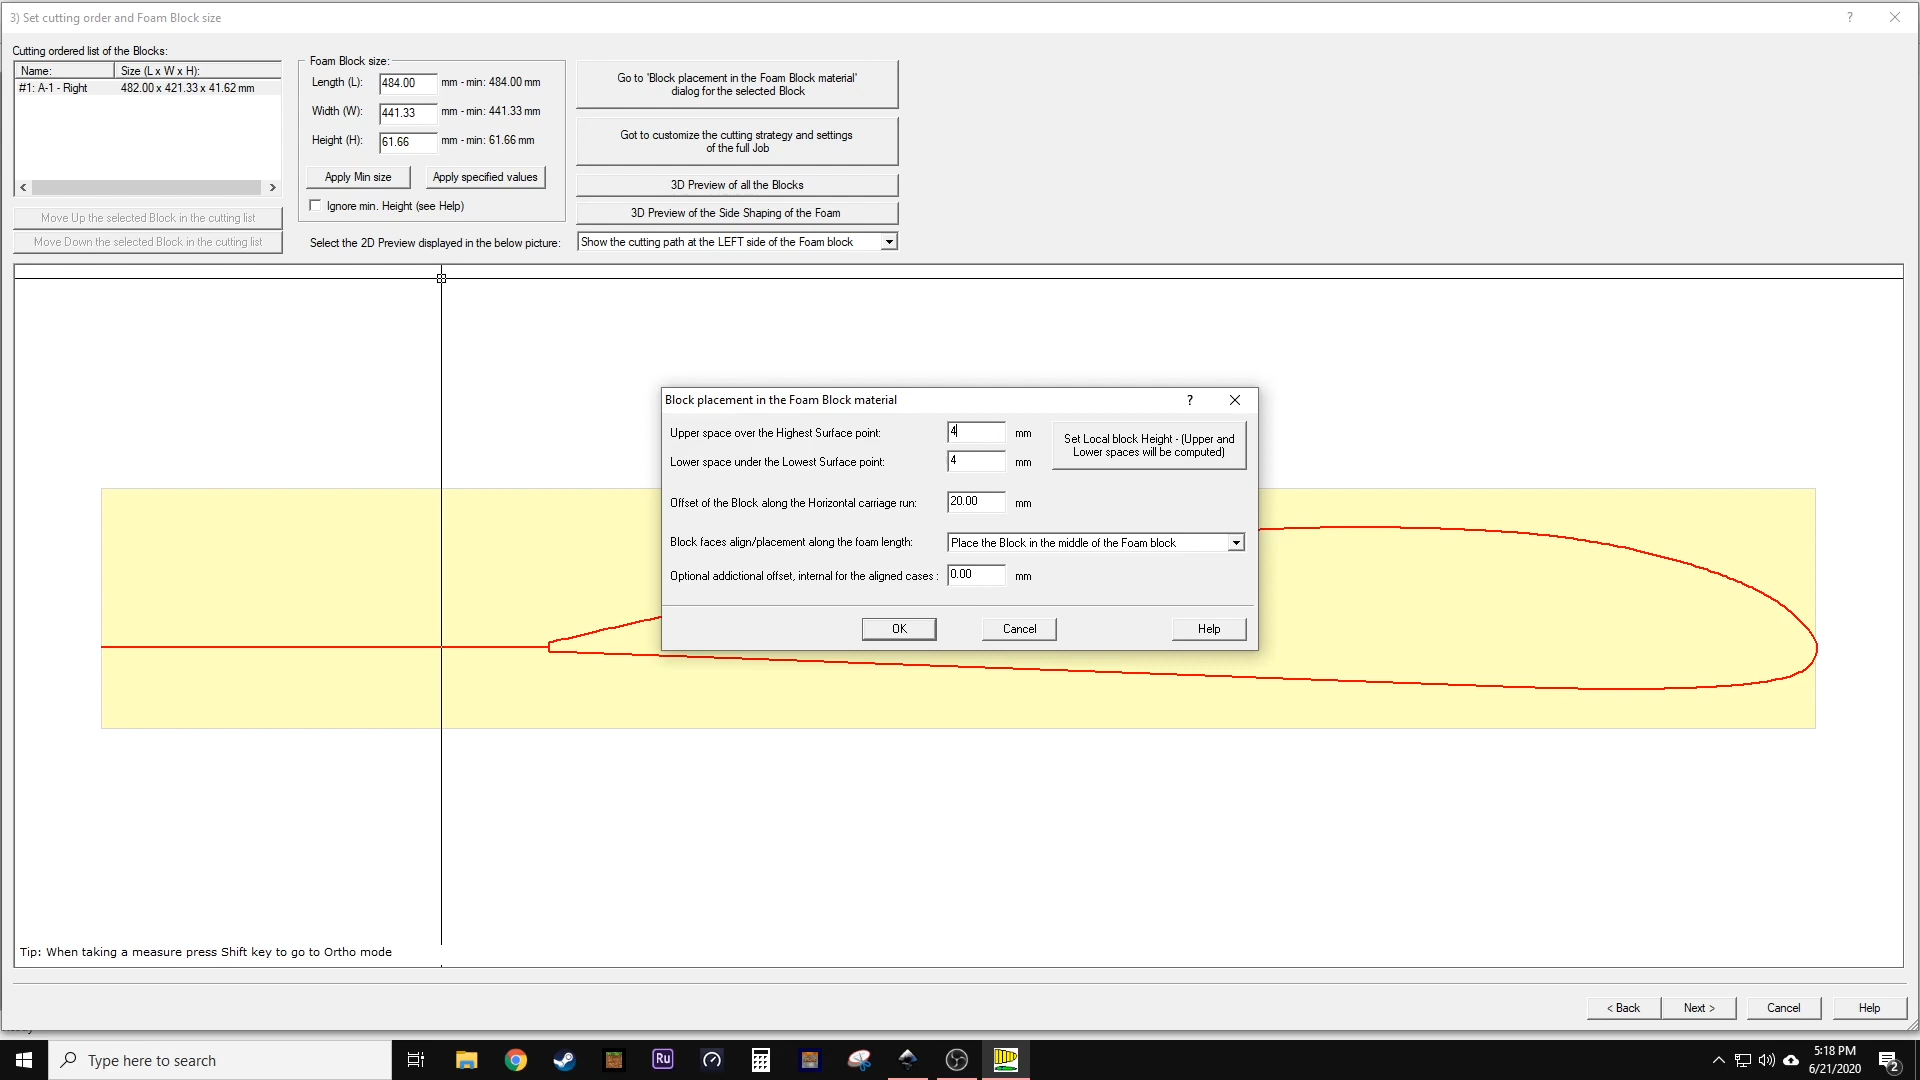 3) Set cutting order and Foam Block size
Cutting ordered list of the Blocks:
Name: Size (L x W x H):
#1: A-1 - Right 482.00 x 421.33 x 41.62 mm
Move Up the selected Block in the cutting list
Move Down the selected Block in the cutting list
Foam Block size:
Length (L): 484.00 mm - min: 484.00 mm
Width (W): 441.33 mm - min: 441.33 mm
Height (H): 61.66 mm - min: 61.66 mm
Apply Min size Apply specified values
Ignore min. Height (see Help)
Go to 'Block placement in the Foam Block material'
dialog for the selected Block
Got to customize the cutting strategy and settings
of the full Job
3D Preview of all the Blocks
3D Preview of the Side Shaping of the Foam
Select the 2D Preview displayed in the below picture: Show the cutting path at the LEFT side of the Foam block
Block placement in the Foam Block material
Upper space over the Highest Surface point: 4 mm
Lower space under the Lowest Surface point: 4 mm
Set Local block Height - (Upper and
Lower spaces will be computed)
Offset of the Block along the Horizontal carriage run: 20.00 mm
Block faces align/placement along the foam length: Place the Block in the middle of the Foam block
Optional addictional offset, internal for the aligned cases : 0.00 mm
OK Cancel Help
Tip: When taking a measure press Shift key to go to Ortho mode
< Back Next > Cancel Help
Type here to search
Ru
5:18 PM
6/21/2020
2